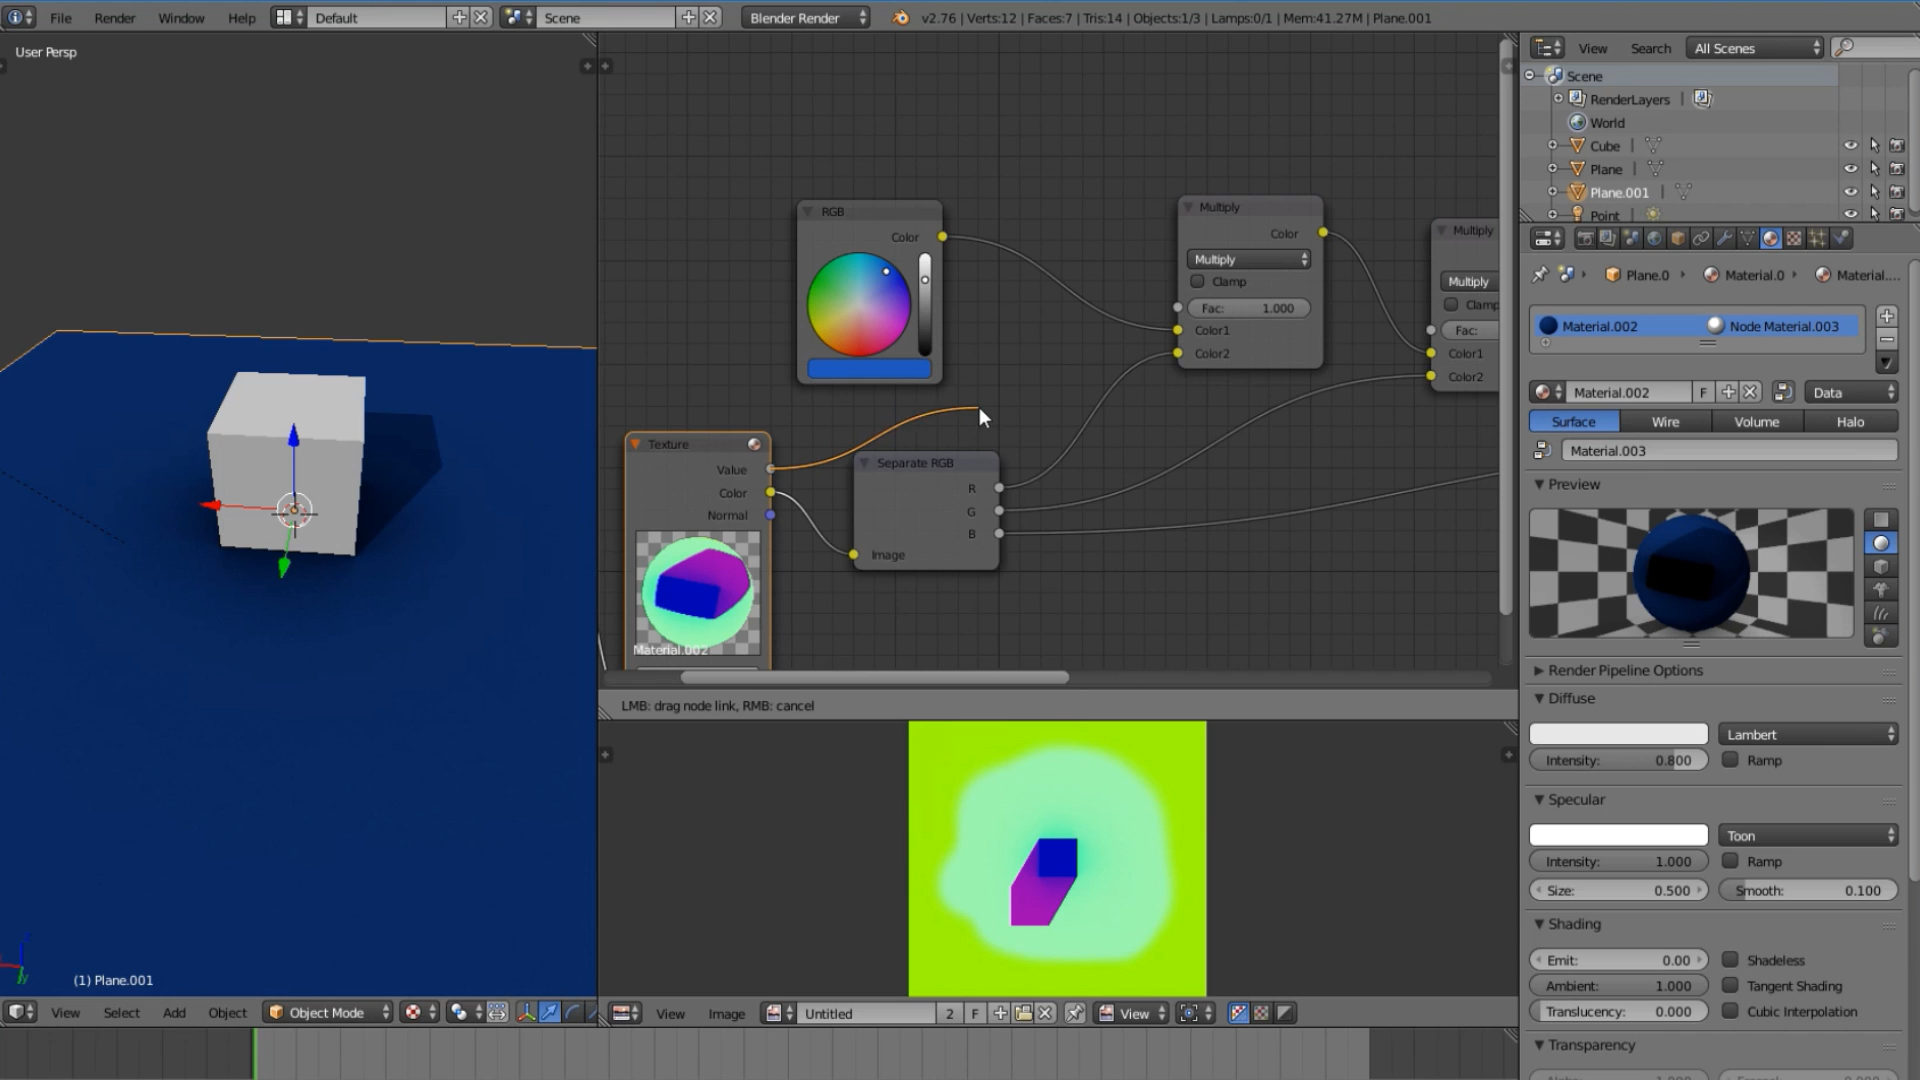 File Render Window Help Default Scene Blender Render v2.76 | Verts:12 | Faces:7 | Tris:14 | Objects:1/3 | Lamps:0/1 | Mem:41.27M | Plane.001
User Persp
(1) Plane.001
View Select Add Object Object Mode
RGB
Color
Multiply
Color
Multiply
Clamp
Fac: 1.000
Color1
Color2
Multiply
Multiply
Clamp
Fac:
Color1
Color2
Texture
Value
Color
Normal
Material.002
Separate RGB
R
G
B
Image
LMB: drag node link, RMB: cancel
View Image Untitled 2 F View
View Search All Scenes
Scene
RenderLayers
World
Cube
Plane
Plane.001
Point
Plane.0 Material.0 Material....
Material.002 Node Material.003
Material.002 F Data
Surface Wire Volume Halo
Material.003
Preview
Render Pipeline Options
Diffuse
Lambert
Intensity: 0.800 Ramp
Specular
Toon
Intensity: 1.000 Ramp
Size: 0.500 Smooth: 0.100
Shading
Emit: 0.00 Shadeless
Ambient: 1.000 Tangent Shading
Translucency: 0.000 Cubic Interpolation
Transparency